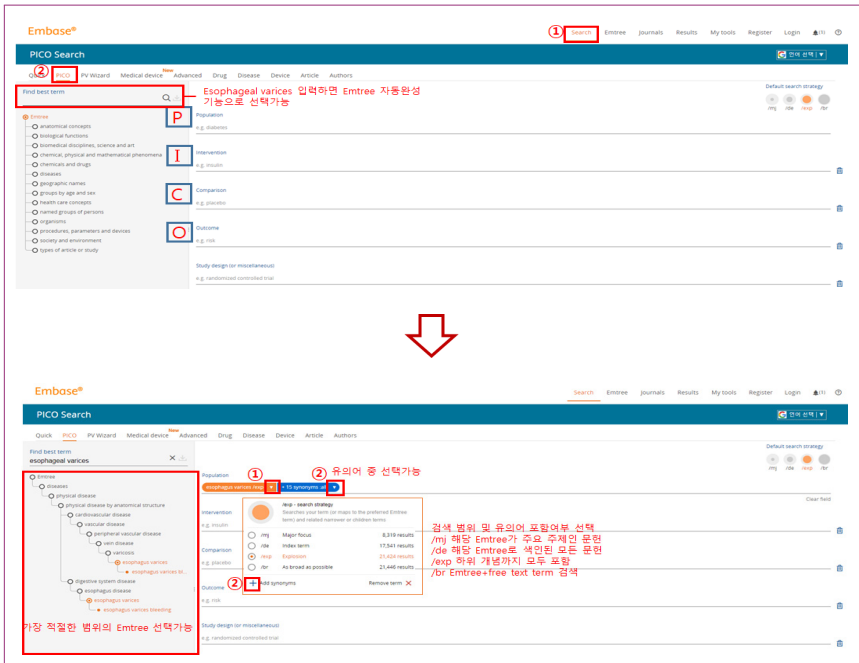 Embase®
① Search Emtree Journals Results My tools Register Login
PICO Search
언어 선택 | ▼
②
New
Quick PICO PV Wizard Medical device Advanced Drug Disease Device Article Authors
Find best term
Esophageal varices 입력하면 Emtree 자동완성
기능으로 선택가능
Default search strategy
/mj /de /exp /br
Emtree
anatomical concepts
biological functions
biomedical disciplines, science and art
chemical, physical and mathematical phenomena
chemicals and drugs
diseases
geographic names
groups by age and sex
health care concepts
named groups of persons
organisms
procedures, parameters and devices
society and environment
types of article or study
P
Population
e.g. diabetes
I
Intervention
e.g. insulin
C
Comparison
e.g. placebo
O
Outcome
e.g. risk
Study design (or miscellaneous)
e.g. randomized controlled trial
Embase®
Search Emtree Journals Results My tools Register Login
PICO Search
언어 선택 | ▼
New
Quick PICO PV Wizard Medical device Advanced Drug Disease Device Article Authors
Find best term
esophageal varices
Default search strategy
/mj /de /exp /br
Emtree
diseases
physical disease
physical disease by anatomical structure
cardiovascular disease
vascular disease
peripheral vascular disease
vein disease
varicosis
esophagus varices
esophagus varices bl...
digestive system disease
esophagus disease
esophagus varices
esophagus varices bleeding
가장 적절한 범위의 Emtree 선택가능
Population
① ② 유의어 중 선택가능
esophagus varices /exp + 15 synonyms :all
Clear field
Intervention
e.g. insulin
Comparison
e.g. placebo
Outcome
e.g. risk
Study design (or miscellaneous)
e.g. randomized controlled trial
/exp - search strategy
Searches your term (or maps to the preferred Emtree
term) and related narrower or children terms
/mj Major focus 8,319 results
/de Index term 17,541 results
/exp Explosion 21,424 results
/br As broad as possible 21,446 results
② + Add synonyms Remove term ✕
검색 범위 및 유의어 포함여부 선택
/mj 해당 Emtree가 주요 주제인 문헌
/de 해당 Emtree로 색인된 모든 문헌
/exp 하위 개념까지 모두 포함
/br Emtree+free text term 검색